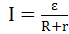 I = ε/(R+r)